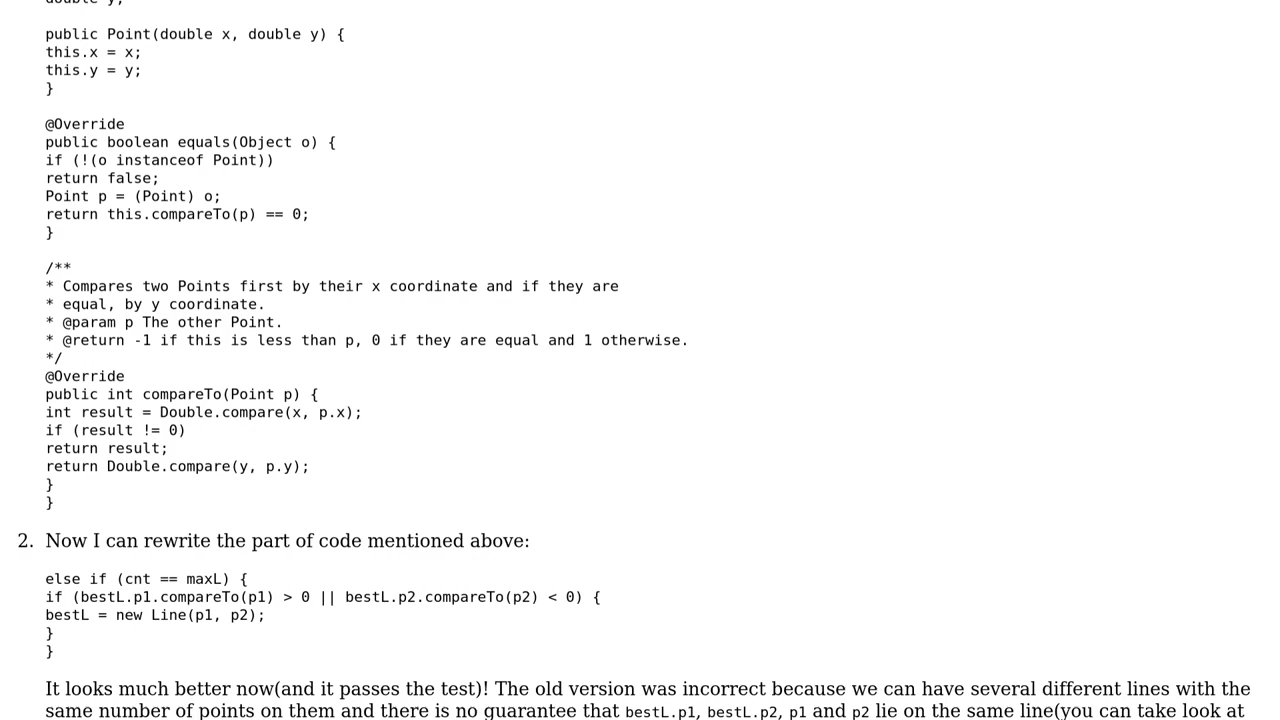 double y;
public Point(double x, double y) {
this.x = x;
this.y = y;
}
@Override
public boolean equals(Object o) {
if (!(o instanceof Point))
return false;
Point p = (Point) o;
return this.compareTo(p) == 0;
}
/**
* Compares two Points first by their x coordinate and if they are
* equal, by y coordinate.
* @param p The other Point.
* @return -1 if this is less than p, 0 if they are equal and 1 otherwise.
*/
@Override
public int compareTo(Point p) {
int result = Double.compare(x, p.x);
if (result != 0)
return result;
return Double.compare(y, p.y);
}
}
2. Now I can rewrite the part of code mentioned above:
else if (cnt == maxL) {
if (bestL.p1.compareTo(p1) > 0 || bestL.p2.compareTo(p2) < 0) {
bestL = new Line(p1, p2);
}
}
It looks much better now(and it passes the test)! The old version was incorrect because we can have several different lines with the
same number of points on them and there is no guarantee that bestL.p1, bestL.p2, p1 and p2 lie on the same line(you can take look at